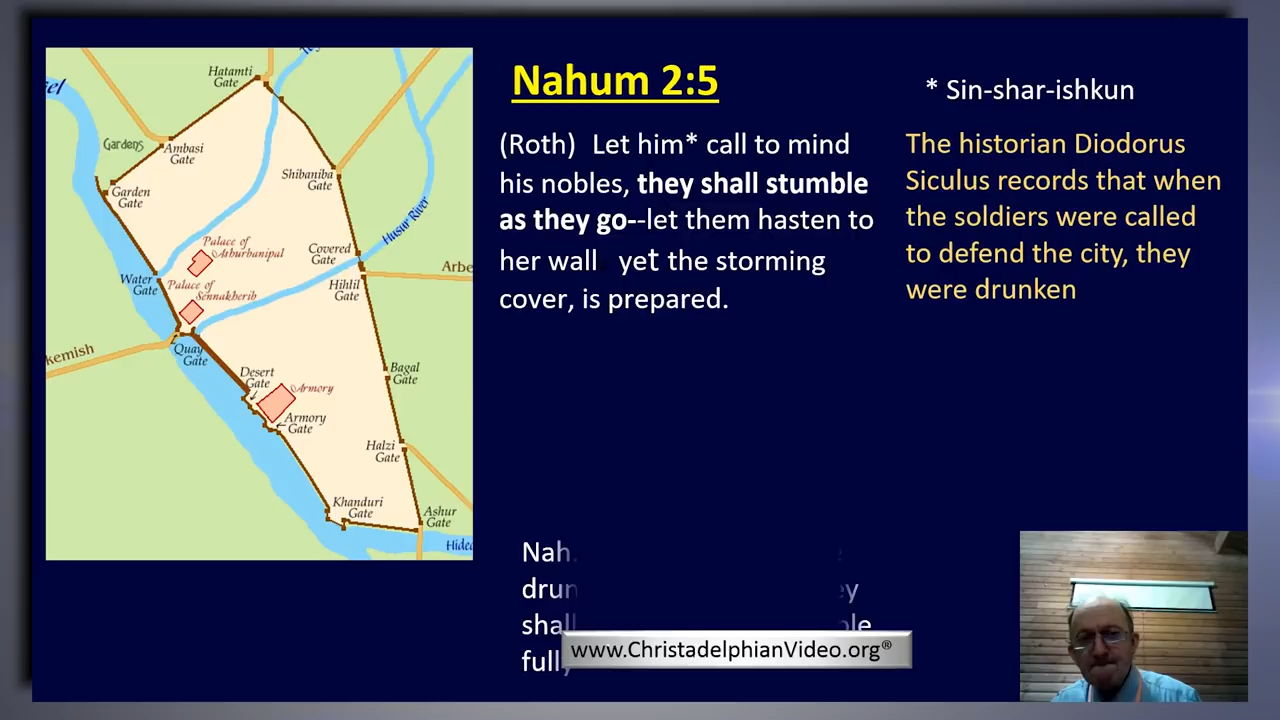 Nahum 2:5
(Roth) Let him* call to mind
his nobles, they shall stumble
as they go--let them hasten to
her wall yet the storming
cover, is prepared.
* Sin-shar-ishkun
The historian Diodorus
Siculus records that when
the soldiers were called
to defend the city, they
were drunken
Hatamti
Gate
Gardens
Ambasi
Gate
Shibaniba
Gate
Garden
Gate
Husur River
Palace of
Ashurbanipal
Covered
Gate
Water
Gate
Palace of
Sennakherib
Hihlil
Gate
Arbe
kemish
Quay
Gate
Desert
Gate
Armory
Bagal
Gate
Armory
Gate
Halzi
Gate
Khanduri
Gate
Ashur
Gate
Hidea
Nah.
drun
shall
www.ChristadelphianVideo.org®